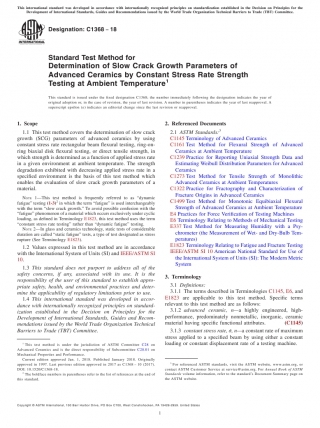 This international standard was developed in accordance with internationally recognized principles on standardization established in the Decision on Principles for the
Development of International Standards, Guides and Recommendations issued by the World Trade Organization Technical Barriers to Trade (TBT) Committee.
Designation: C1368 − 18
Standard Test Method for
Determination of Slow Crack Growth Parameters of
Advanced Ceramics by Constant Stress Rate Strength
Testing at Ambient Temperature1
This standard is issued under the fixed designation C1368; the number immediately following the designation indicates the year of
original adoption or, in the case of revision, the year of last revision. A number in parentheses indicates the year of last reapproval. A
superscript epsilon (ε) indicates an editorial change since the last revision or reapproval.
1. Scope
1.1 This test method covers the determination of slow crack
growth (SCG) parameters of advanced ceramics by using
constant stress rate rectangular beam flexural testing, ring-on-
ring biaxial disk flexural testing, or direct tensile strength, in
which strength is determined as a function of applied stress rate
in a given environment at ambient temperature. The strength
degradation exhibited with decreasing applied stress rate in a
specified environment is the basis of this test method which
enables the evaluation of slow crack growth parameters of a
material.
NOTE 1—This test method is frequently referred to as "dynamic
fatigue" testing (1-3)2 in which the term "fatigue" is used interchangeably
with the term "slow crack growth." To avoid possible confusion with the
"fatigue" phenomenon of a material which occurs exclusively under cyclic
loading, as defined in Terminology E1823, this test method uses the term
"constant stress rate testing" rather than "dynamic fatigue" testing.
NOTE 2—In glass and ceramics technology, static tests of considerable
duration are called "static fatigue" tests, a type of test designated as stress
rupture (See Terminology E1823).
1.2 Values expressed in this test method are in accordance
with the International System of Units (SI) and IEEE/ASTM SI
10.
1.3 This standard does not purport to address all of the
safety concerns, if any, associated with its use. It is the
responsibility of the user of this standard to establish appro-
priate safety, health, and environmental practices and deter-
mine the applicability of regulatory limitations prior to use.
1.4 This international standard was developed in accor-
dance with internationally recognized principles on standard-
ization established in the Decision on Principles for the
Development of International Standards, Guides and Recom-
mendations issued by the World Trade Organization Technical
Barriers to Trade (TBT) Committee.
1 This test method is under the jurisdiction of ASTM Committee C28 on
Advanced Ceramics and is the direct responsibility of Subcommittee C28.01 on
Mechanical Properties and Performance.
Current edition approved Jan. 1, 2018. Published January 2018. Originally
approved in 1997. Last previous edition approved in 2017 as C1368 – 10 (2017).
DOI: 10.1520/C1368-18.
2 The boldface numbers in parentheses refer to the list of references at the end of
this standard.
2. Referenced Documents
2.1 ASTM Standards:3
C1145 Terminology of Advanced Ceramics
C1161 Test Method for Flexural Strength of Advanced
Ceramics at Ambient Temperature
C1239 Practice for Reporting Uniaxial Strength Data and
Estimating Weibull Distribution Parameters for Advanced
Ceramics
C1273 Test Method for Tensile Strength of Monolithic
Advanced Ceramics at Ambient Temperatures
C1322 Practice for Fractography and Characterization of
Fracture Origins in Advanced Ceramics
C1499 Test Method for Monotonic Equibiaxial Flexural
Strength of Advanced Ceramics at Ambient Temperature
E4 Practices for Force Verification of Testing Machines
E6 Terminology Relating to Methods of Mechanical Testing
E337 Test Method for Measuring Humidity with a Psy-
chrometer (the Measurement of Wet- and Dry-Bulb Tem-
peratures)
E1823 Terminology Relating to Fatigue and Fracture Testing
IEEE/ASTM SI 10 American National Standard for Use of
the International System of Units (SI): The Modern Metric
System
3. Terminology
3.1 Definitions:
3.1.1 The terms described in Terminologies C1145, E6, and
E1823 are applicable to this test method. Specific terms
relevant to this test method are as follows:
3.1.2 advanced ceramic, n—a highly engineered, high-
performance, predominately nonmetallic, inorganic, ceramic
material having specific functional attributes. (C1145)
3.1.3 constant stress rate, σ̇, n—a constant rate of maximum
stress applied to a specified beam by using either a constant
loading or constant displacement rate of a testing machine.
3 For referenced ASTM standards, visit the ASTM website, www.astm.org, or
contact ASTM Customer Service at service@astm.org. For Annual Book of ASTM
Standards volume information, refer to the standard's Document Summary page on
the ASTM website.
Copyright © ASTM International, 100 Barr Harbor Drive, PO Box C700, West Conshohocken, PA 19428-2959. United States
1